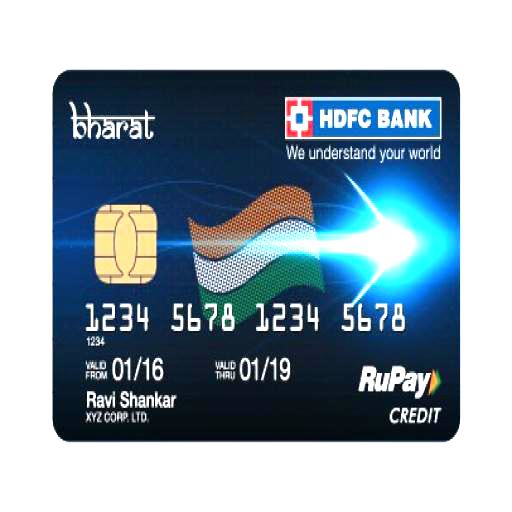 bharat
HDFC BANK
We understand your world
1234 5678 1234 5678
1234
VALID FROM 01/16 VALID THRU 01/19
Ravi Shankar
XYZ CORP. LTD.
RuPay
CREDIT